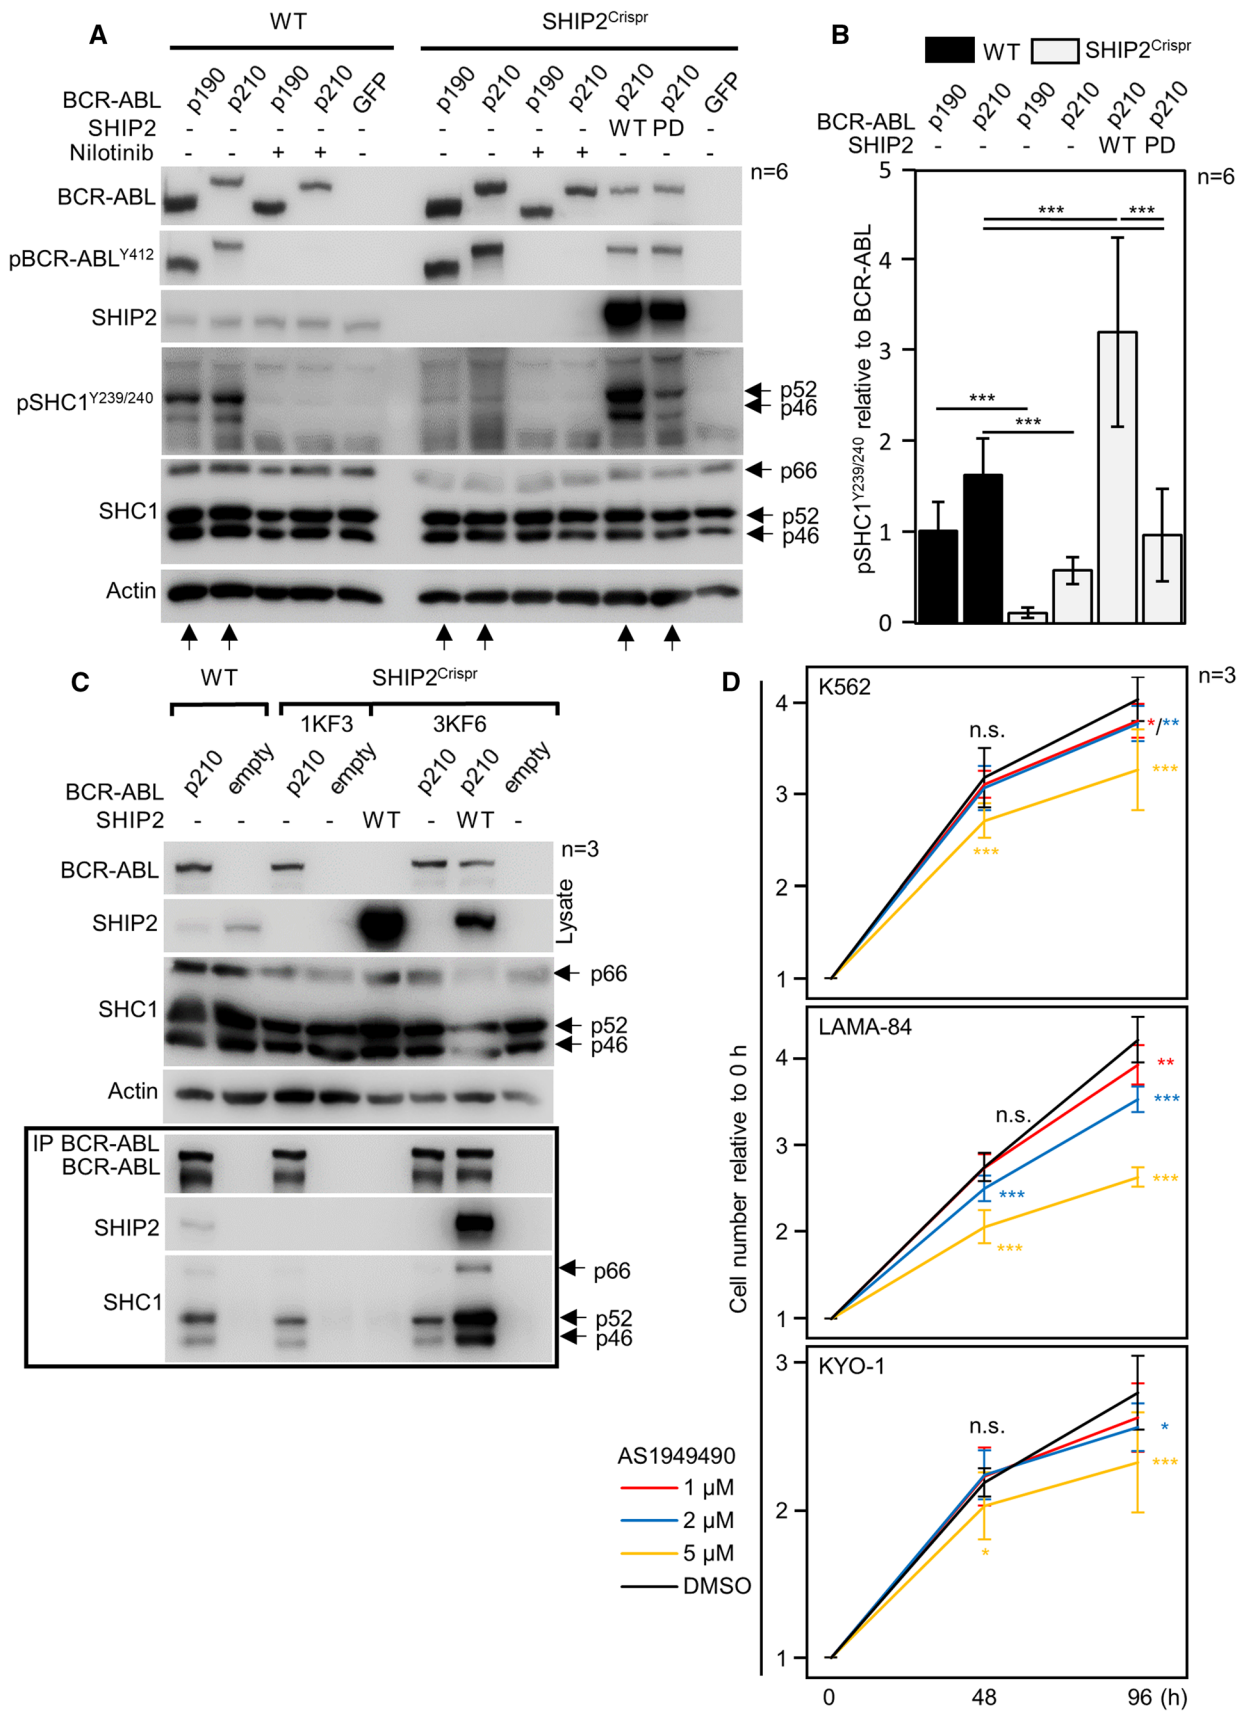 A
WT
SHIP2Crispr
BCR-ABL
p190
p210
p190
p210
GFP
p190
p210
p190
p210
p210
p210
GFP
SHIP2
- - - - - - - - - WT PD -
Nilotinib
- - + + - - - + + - - -
n=6
BCR-ABL
pBCR-ABLY412
SHIP2
pSHC1Y239/240
p52
p46
SHC1
p66
p52
p46
Actin
B
WT
SHIP2Crispr
BCR-ABL
p190
p210
p190
p210
p210
p210
SHIP2
- - - - WT PD
n=6
pSHC1Y239/240 relative to BCR-ABL
5
4
3
2
1
0
*** ***
***
***
C
WT
SHIP2Crispr
1KF3
3KF6
BCR-ABL
p210
empty
p210
empty
p210
p210
empty
SHIP2
- - - - WT - WT -
n=3
Lysate
BCR-ABL
SHIP2
SHC1
p66
p52
p46
Actin
IP BCR-ABL
BCR-ABL
SHIP2
SHC1
p66
p52
p46
D
n=3
Cell number relative to 0 h
K562
4
3
2
1
n.s.
***
*/**
***
LAMA-84
4
3
2
1
n.s.
***
***
**
***
***
KYO-1
3
2
1
n.s.
*
*
***
0 48 96 (h)
AS1949490
1 µM
2 µM
5 µM
DMSO